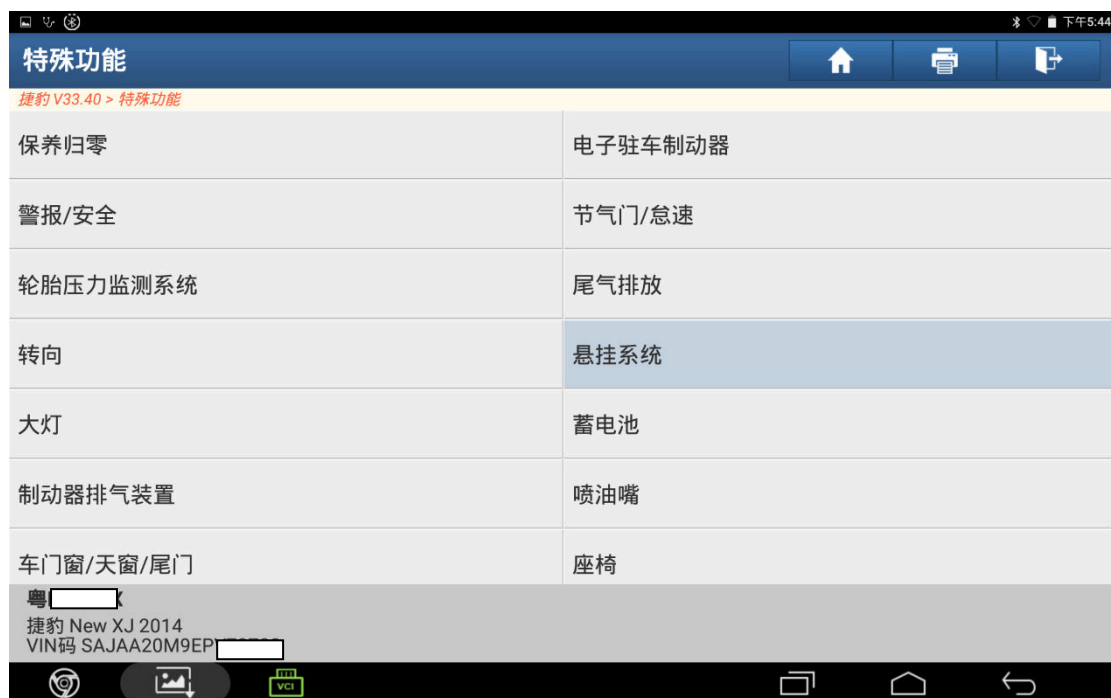 下午5:44
特殊功能
捷豹 V33.40 > 特殊功能
保养归零
电子驻车制动器
警报/安全
节气门/怠速
轮胎压力监测系统
尾气排放
转向
悬挂系统
大灯
蓄电池
制动器排气装置
喷油嘴
车门窗/天窗/尾门
座椅
粤
捷豹 New XJ 2014
VIN码 SAJAA20M9EP
VCI